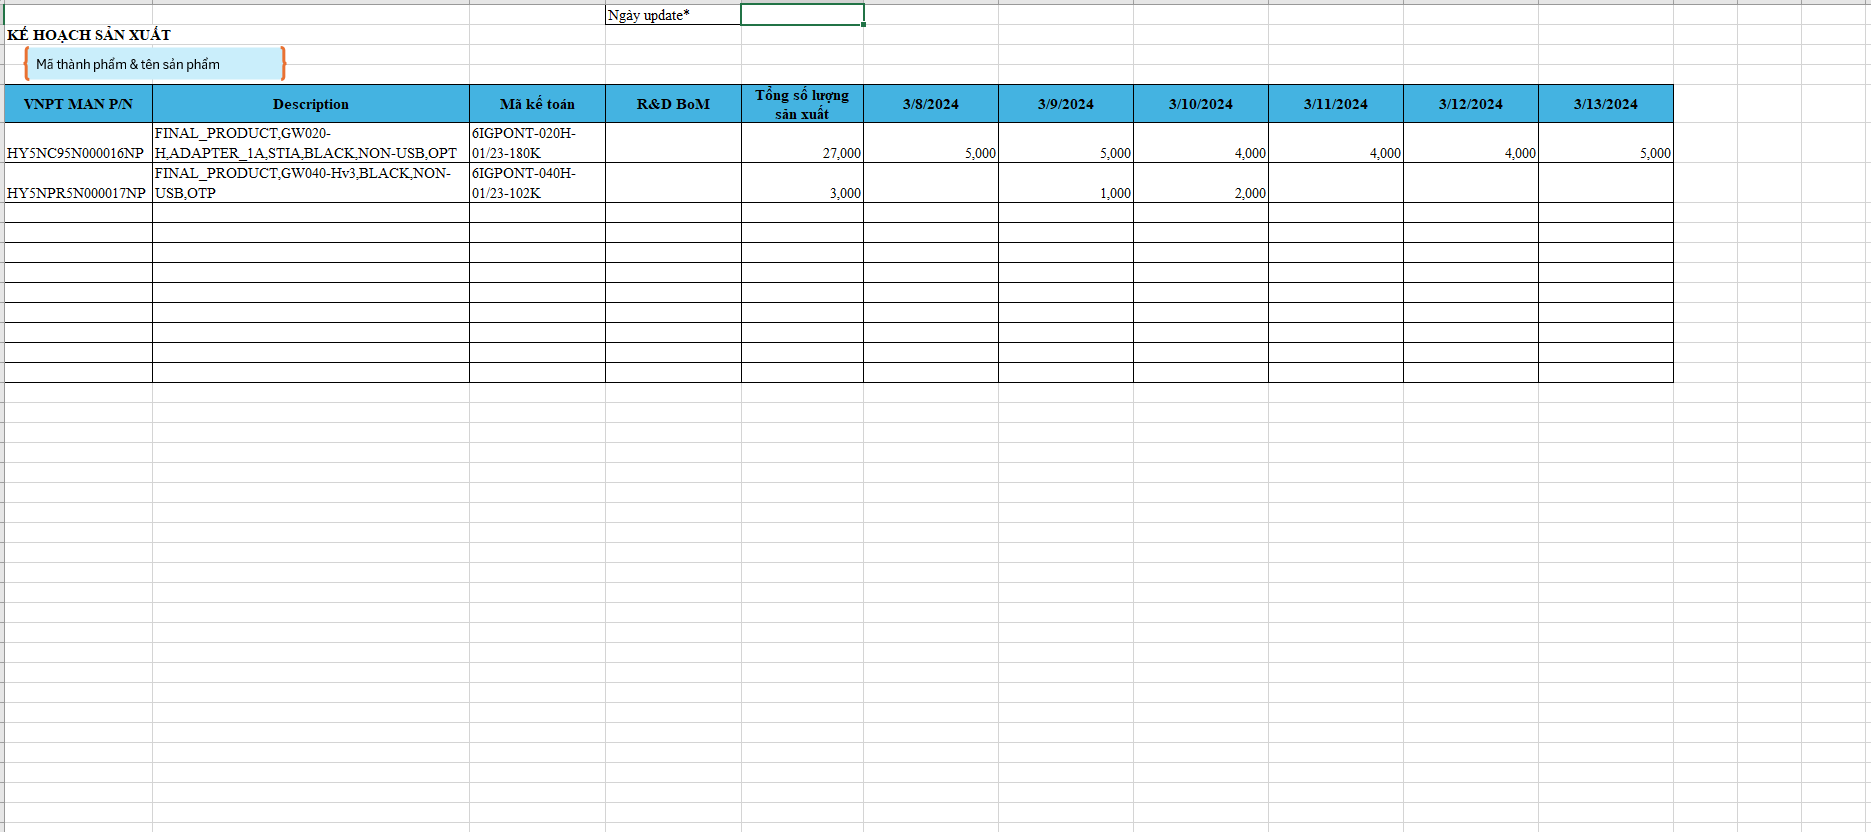 Ngày update*
KẾ HOẠCH SẢN XUẤT
Mã thành phẩm & tên sản phẩm
VNPT MAN P/N Description Mã kế toán R&D BoM Tổng số lượng sản xuất 3/8/2024 3/9/2024 3/10/2024 3/11/2024 3/12/2024 3/13/2024
FINAL_PRODUCT,GW020- 6IGPONT-020H-
HY5NC95N000016NP H,ADAPTER_1A,STIA,BLACK,NON-USB,OPT 01/23-180K 27,000 5,000 5,000 4,000 4,000 4,000 5,000
FINAL_PRODUCT,GW040-Hv3,BLACK,NON- 6IGPONT-040H-
HY5NPR5N000017NP USB,OTP 01/23-102K 3,000 1,000 2,000